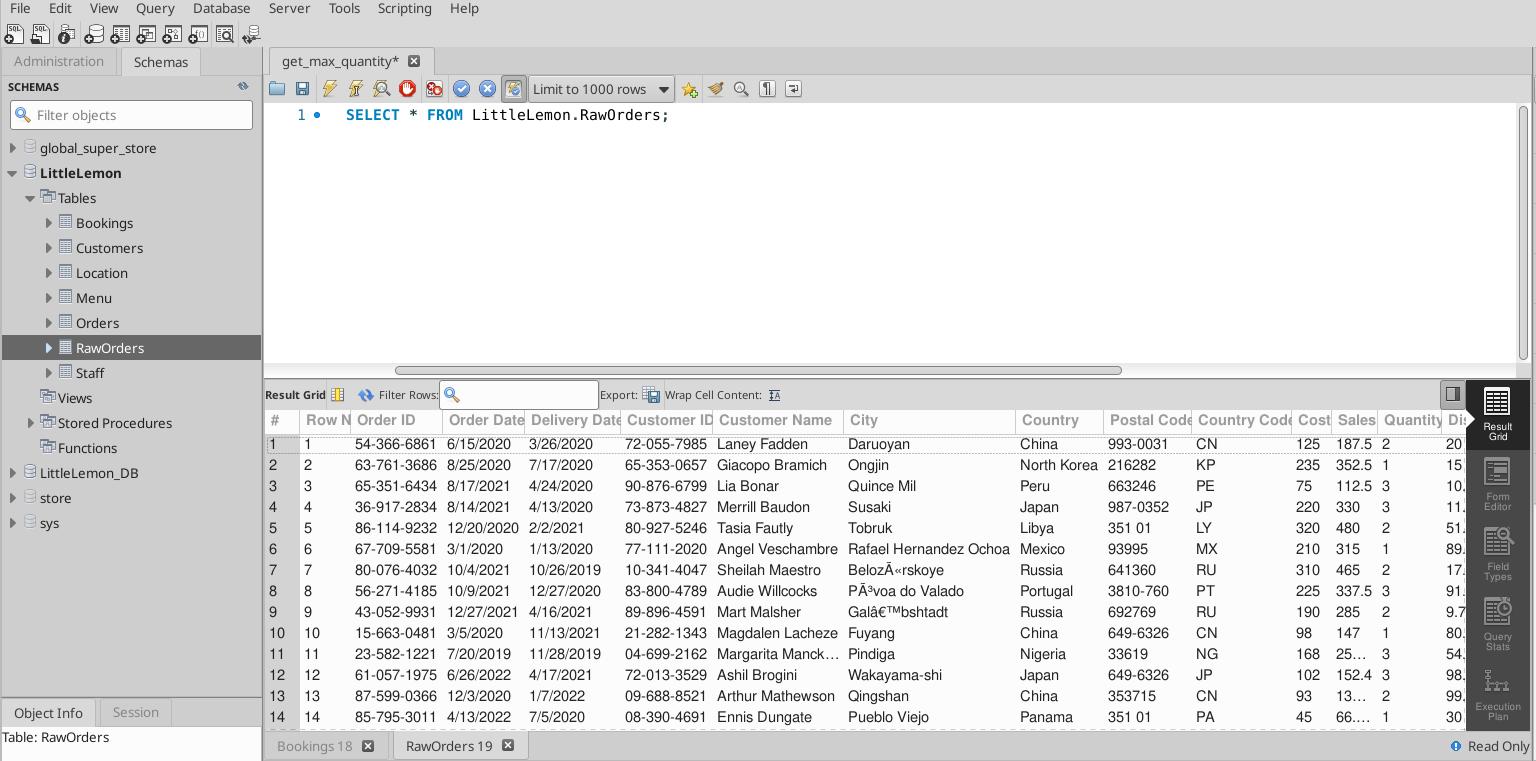 File Edit View Query Database Server Tools Scripting Help
Administration Schemas
get_max_quantity*
SCHEMAS
Filter objects
Limit to 1000 rows
1 SELECT * FROM LittleLemon.RawOrders;
global_super_store
LittleLemon
Tables
Bookings
Customers
Location
Menu
Orders
RawOrders
Staff
Views
Stored Procedures
Functions
LittleLemon_DB
store
sys
Object Info Session
Table: RawOrders
Result Grid Filter Rows: Export: Wrap Cell Content:
# Row N Order ID Order Date Delivery Date Customer ID Customer Name City Country Postal Code Country Code Cost Sales Quantity Dis
1 1 54-366-6861 6/15/2020 3/26/2020 72-055-7985 Laney Fadden Daruoyan China 993-0031 CN 125 187.5 2 20
2 2 63-761-3686 8/25/2020 7/17/2020 65-353-0657 Giacopo Bramich Ongjin North Korea 216282 KP 235 352.5 1 15
3 3 65-351-6434 8/17/2021 4/24/2020 90-876-6799 Lia Bonar Quince Mil Peru 663246 PE 75 112.5 3 10.
4 4 36-917-2834 8/14/2021 4/13/2020 73-873-4827 Merrill Baudon Susaki Japan 987-0352 JP 220 330 3 11.
5 5 86-114-9232 12/20/2020 2/2/2021 80-927-5246 Tasia Fautly Tobruk Libya 351 01 LY 320 480 2 51.
6 6 67-709-5581 3/1/2020 1/13/2020 77-111-2020 Angel Veschambre Rafael Hernandez Ochoa Mexico 93995 MX 210 315 1 89.
7 7 80-076-4032 10/4/2021 10/26/2019 10-341-4047 Sheilah Maestro BelozÃ«rskoye Russia 641360 RU 310 465 2 17.
8 8 56-271-4185 10/9/2021 12/27/2020 83-800-4789 Audie Willcocks PÃ³voa do Valado Portugal 3810-760 PT 225 337.5 3 91.
9 9 43-052-9931 12/27/2021 4/16/2021 89-896-4591 Mart Malsher Galâ€™bshtadt Russia 692769 RU 190 285 2 9.7
10 10 15-663-0481 3/5/2020 11/13/2021 21-282-1343 Magdalen Lacheze Fuyang China 649-6326 CN 98 147 1 80.
11 11 23-582-1221 7/20/2019 11/28/2019 04-699-2162 Margarita Manck… Pindiga Nigeria 33619 NG 168 25… 3 54.
12 12 61-057-1975 6/26/2022 4/17/2021 72-023-4352 Ashil Brogini Wakayama-shi Japan 649-6326 JP 102 152.4 3 98.
13 13 87-599-0366 12/3/2020 1/7/2022 09-688-8529 Arthur Mathewson Qingshan China 353715 CN 93 13… 2 99.
14 14 85-795-3011 4/13/2022 7/5/2020 08-390-4691 Ennis Dungate Pueblo Viejo Panama 351 01 PA 45 66.… 1 30
Result
Grid
Form
Editor
Field
Types
Query
Stats
Execution
Plan
Bookings 18 RawOrders 19 Read Only